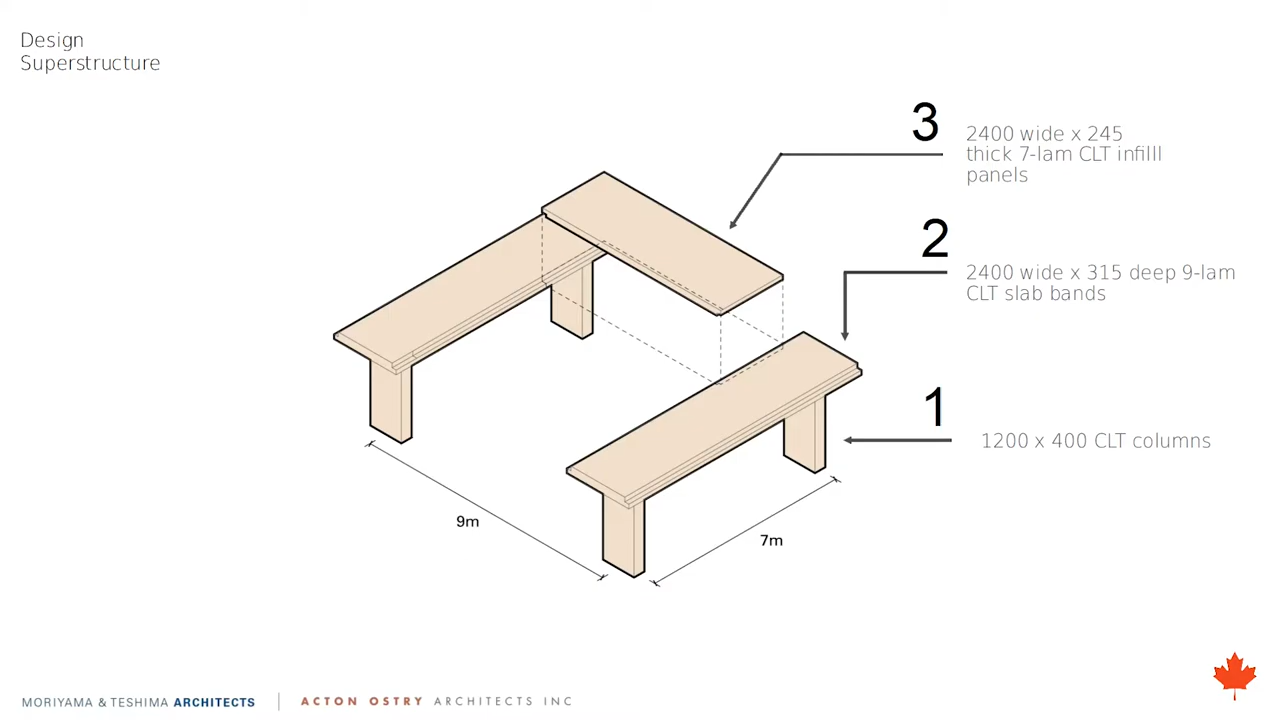 Design
Superstructure
3
2400 wide x 245
thick 7-lam CLT infilll
panels
2
2400 wide x 315 deep 9-lam
CLT slab bands
1
1200 x 400 CLT columns
9m
7m
MORIYAMA & TESHIMA ARCHITECTS
ACTON OSTRY ARCHITECTS INC